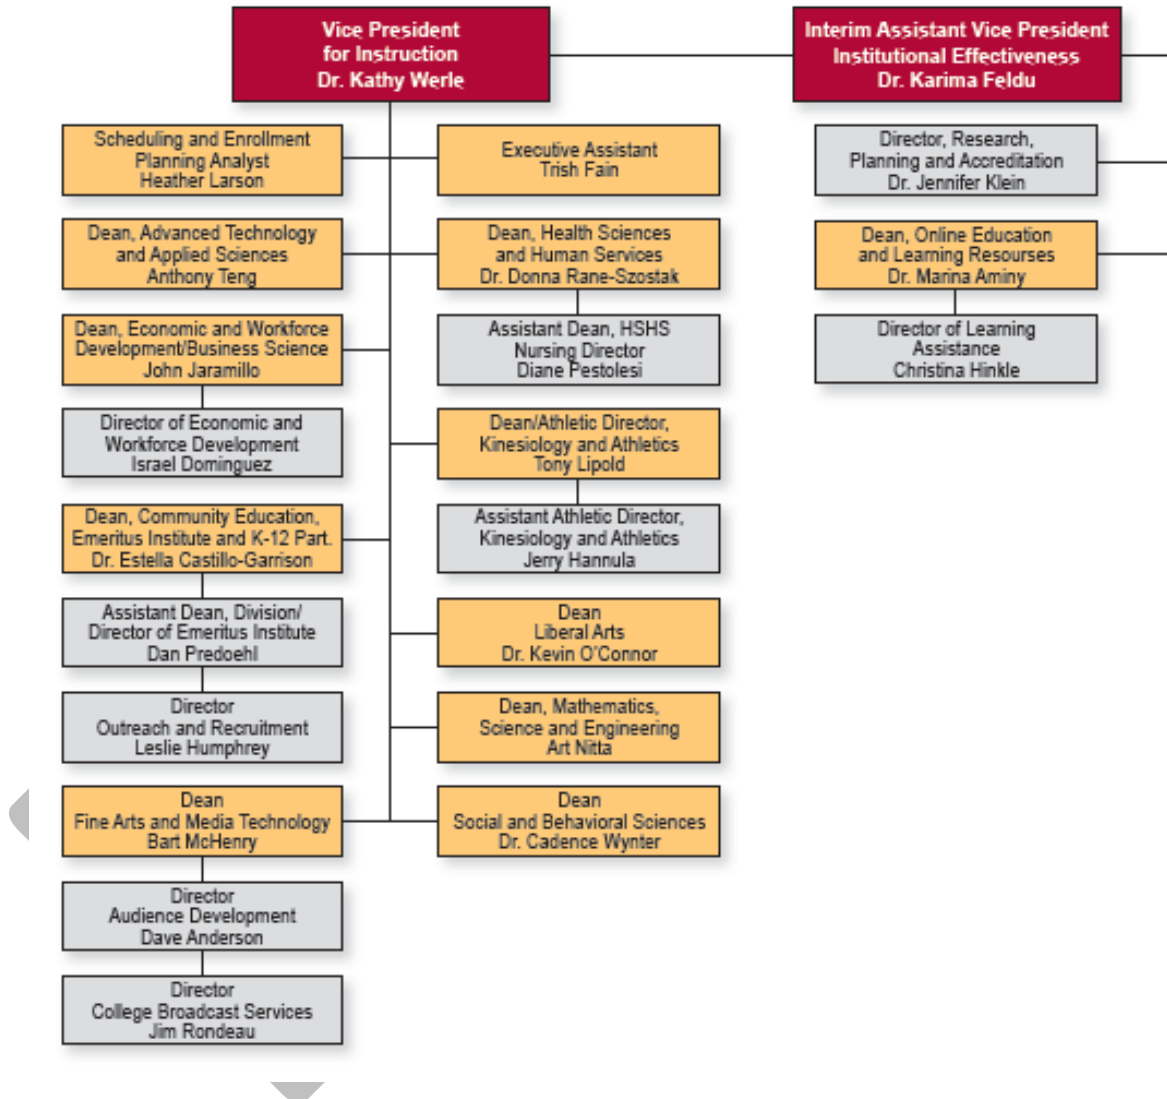 Vice President
for Instruction
Dr. Kathy Werle
Interim Assistant Vice President
Institutional Effectiveness
Dr. Karima Feldu
Scheduling and Enrollment
Planning Analyst
Heather Larson
Executive Assistant
Trish Fain
Director, Research,
Planning and Accreditation
Dr. Jennifer Klein
Dean, Advanced Technology
and Applied Sciences
Anthony Teng
Dean, Health Sciences
and Human Services
Dr. Donna Rane-Szostak
Dean, Online Education
and Learning Resourses
Dr. Marina Aminy
Dean, Economic and Workforce
Development/Business Science
John Jaramillo
Assistant Dean, HSHS
Nursing Director
Diane Pestolesi
Director of Learning
Assistance
Christina Hinkle
Director of Economic and
Workforce Development
Israel Dominguez
Dean/Athletic Director,
Kinesiology and Athletics
Tony Lipold
Dean, Community Education,
Emeritus Institute and K-12 Part.
Dr. Estella Castillo-Garrison
Assistant Athletic Director,
Kinesiology and Athletics
Jerry Hannula
Assistant Dean, Division/
Director of Emeritus Institute
Dan Predoehl
Dean
Liberal Arts
Dr. Kevin O'Connor
Director
Outreach and Recruitment
Leslie Humphrey
Dean, Mathematics,
Science and Engineering
Art Nitta
Dean
Fine Arts and Media Technology
Bart McHenry
Dean
Social and Behavioral Sciences
Dr. Cadence Wynter
Director
Audience Development
Dave Anderson
Director
College Broadcast Services
Jim Rondeau